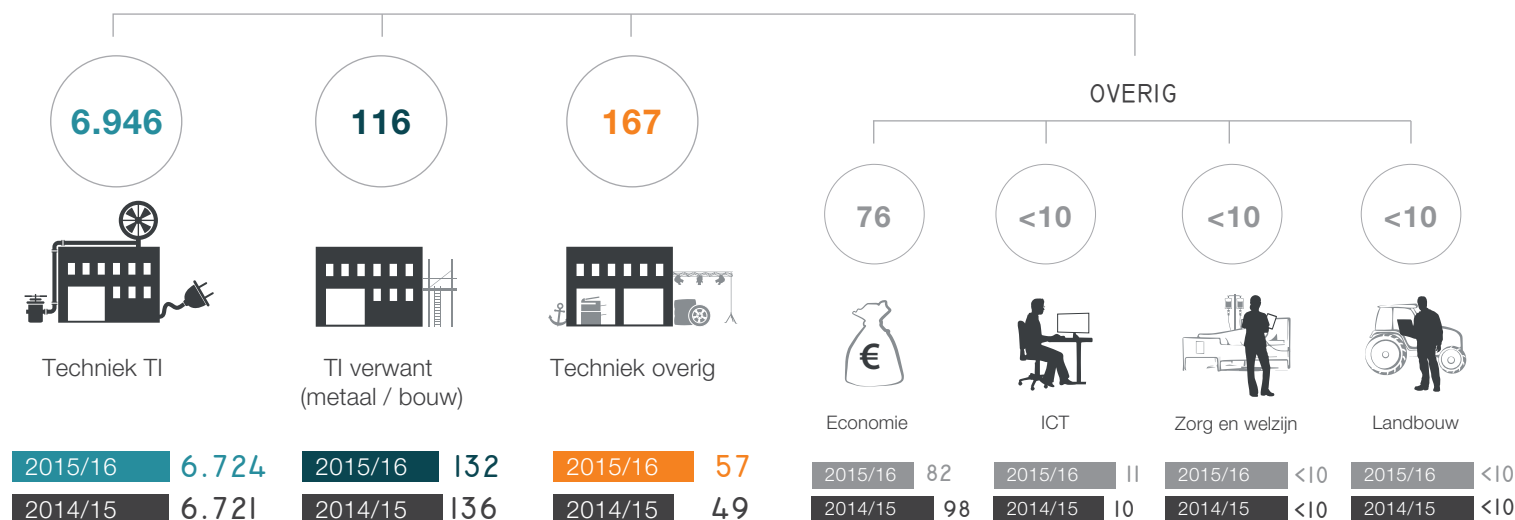 6.946
116
167
OVERIG
76
<10
<10
<10
€
Techniek TI
TI verwant
(metaal / bouw)
Techniek overig
Economie
ICT
Zorg en welzijn
Landbouw
2015/16 6.724
2014/15 6.721
2015/16 132
2014/15 136
2015/16 57
2014/15 49
2015/16 82
2014/15 98
2015/16 11
2014/15 10
2015/16 <10
2014/15 <10
2015/16 <10
2014/15 <10